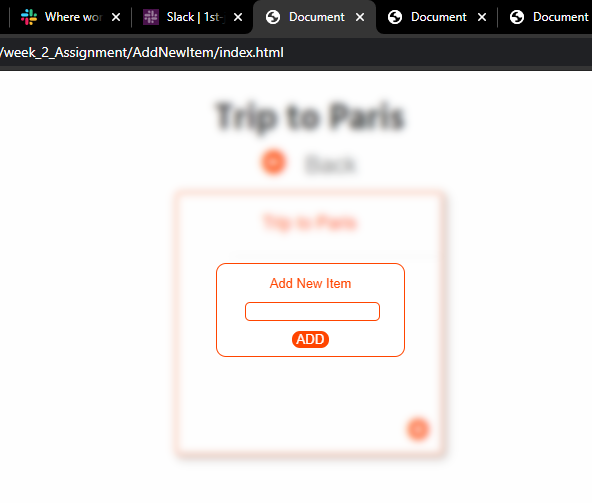 Where wo
Slack | 1st-
Document
Document
Document
/week_2_Assignment/AddNewItem/index.html
Trip to Paris
Back
Trip to Paris
Add New Item
ADD